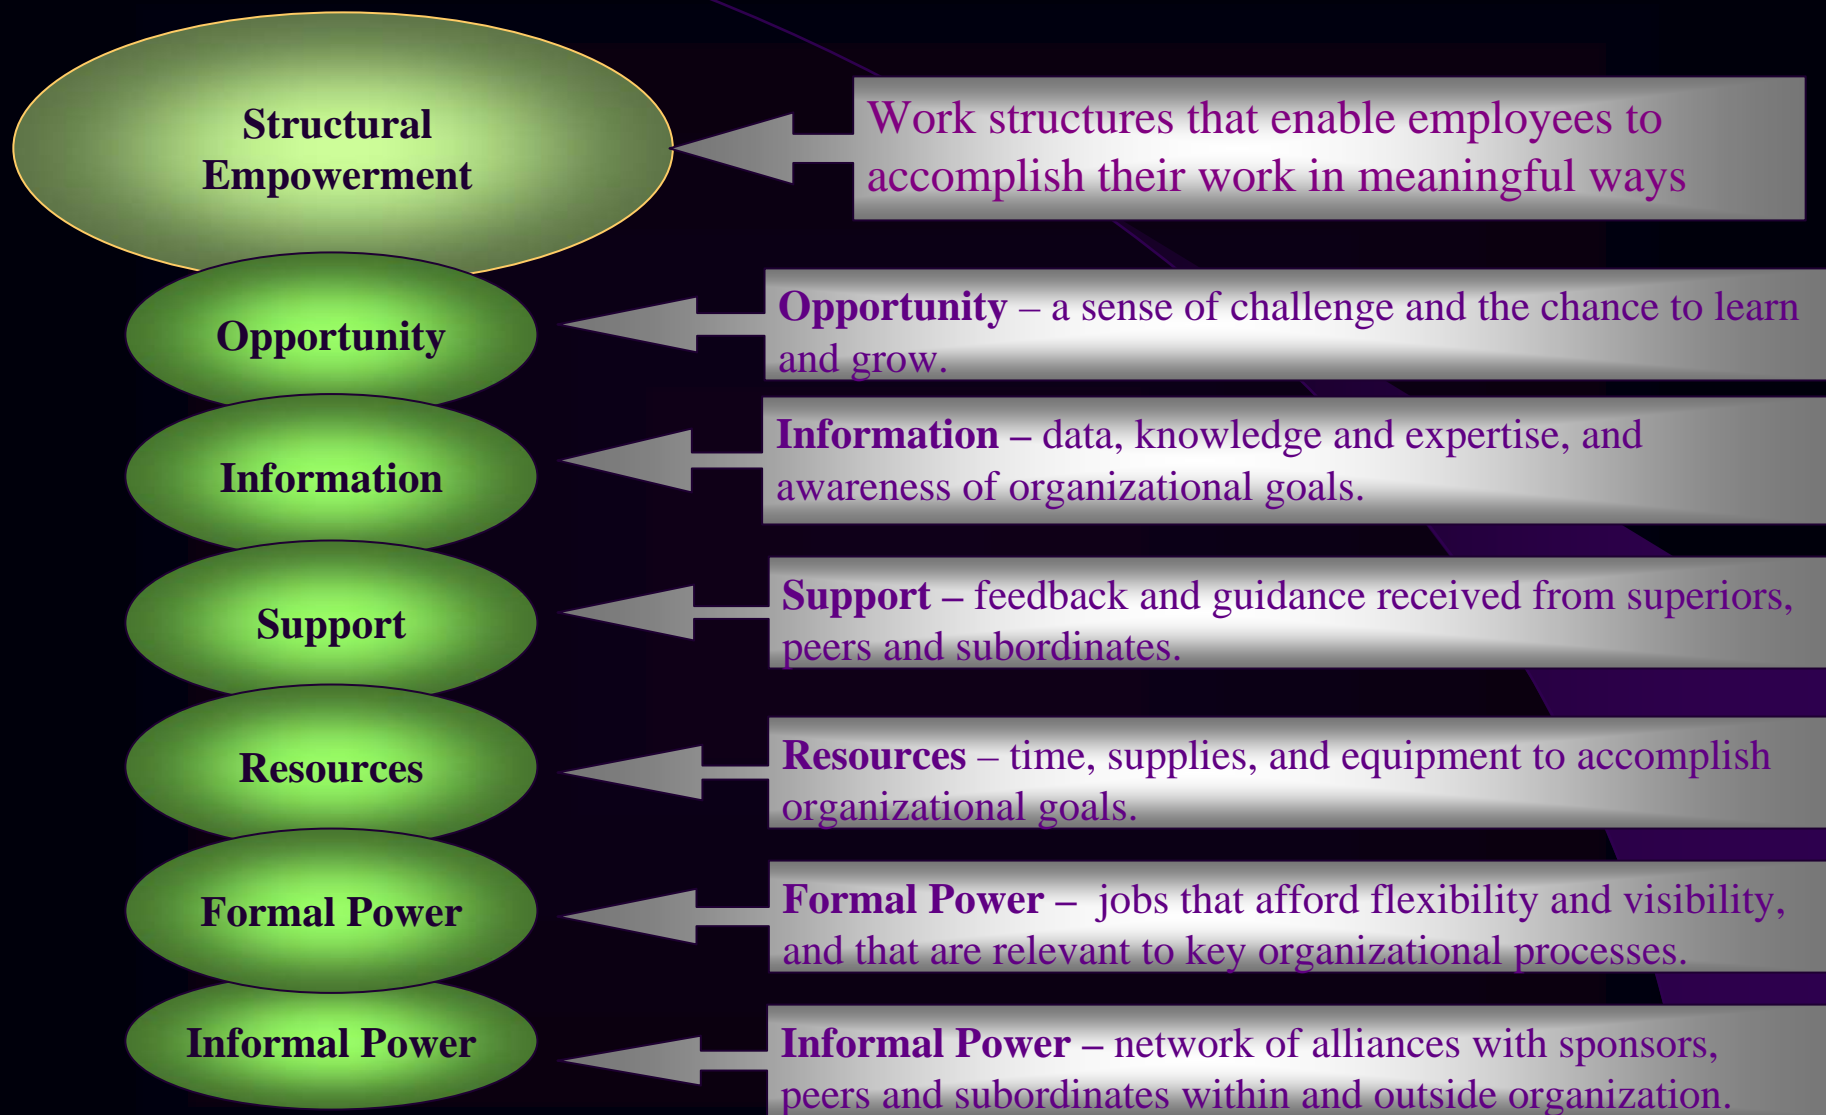 Structural
Empowerment
Work structures that enable employees to
accomplish their work in meaningful ways
Opportunity
Opportunity – a sense of challenge and the chance to learn
and grow.
Information
Information – data, knowledge and expertise, and
awareness of organizational goals.
Support
Support – feedback and guidance received from superiors,
peers and subordinates.
Resources
Resources – time, supplies, and equipment to accomplish
organizational goals.
Formal Power
Formal Power – jobs that afford flexibility and visibility,
and that are relevant to key organizational processes.
Informal Power
Informal Power – network of alliances with sponsors,
peers and subordinates within and outside organization.